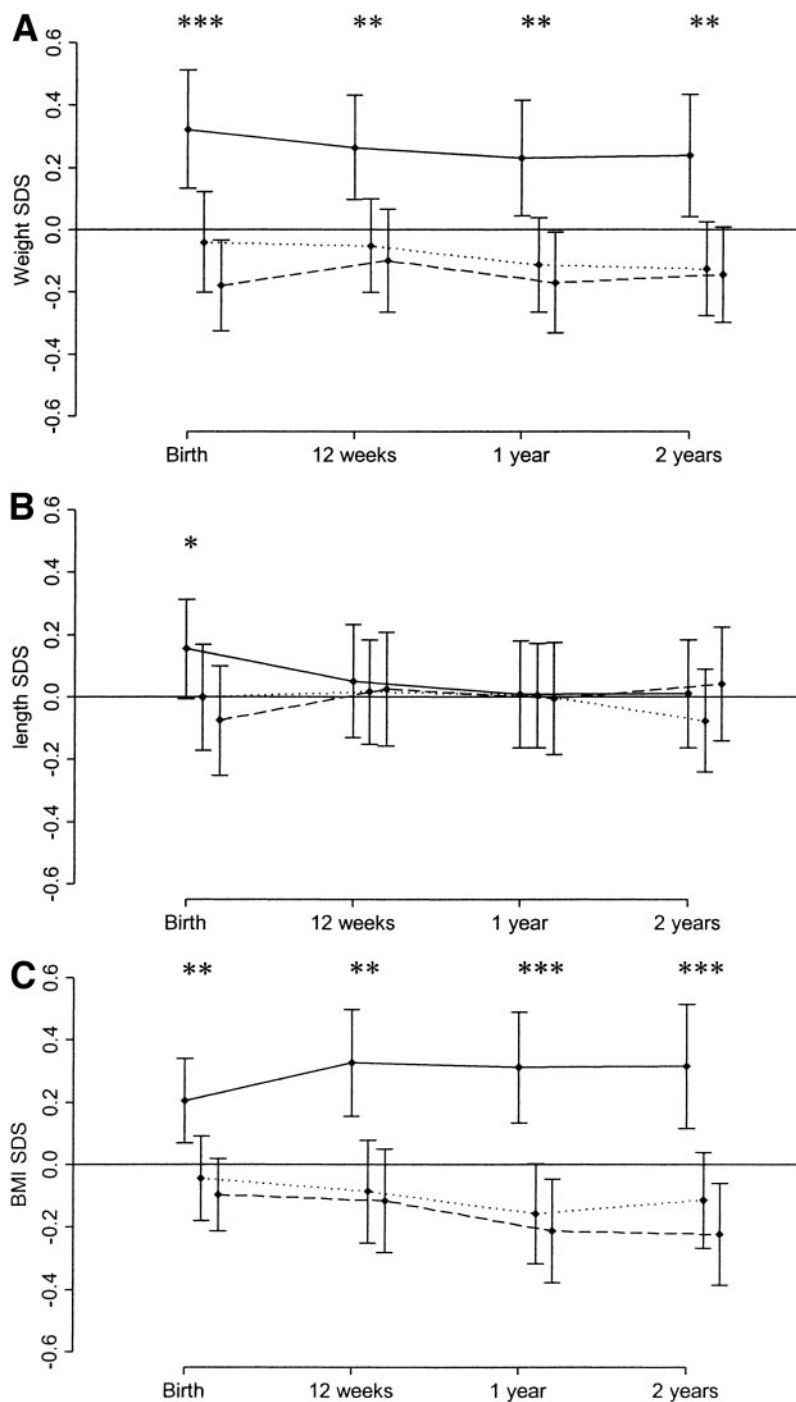 A
*** ** ** **
0.6
0.4
0.2
0.0
-0.2
-0.4
-0.6
Weight SDS
Birth 12 weeks 1 year 2 years
B
*
0.6
0.4
0.2
0.0
-0.2
-0.4
-0.6
length SDS
Birth 12 weeks 1 year 2 years
C
** ** *** ***
0.6
0.4
0.2
0.0
-0.2
-0.4
-0.6
BMI SDS
Birth 12 weeks 1 year 2 years